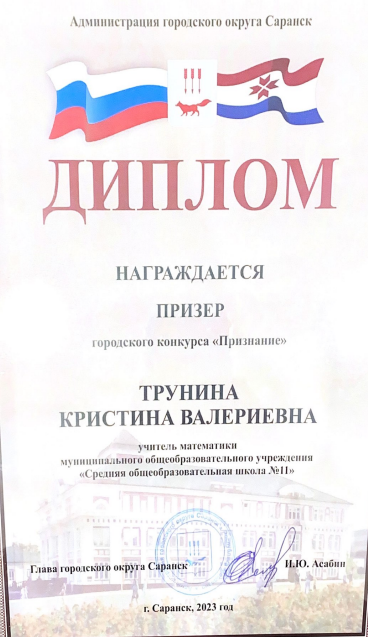 Администрация городского округа Саранск
ДИПЛОМ
НАГРАЖДАЕТСЯ
ПРИЗЕР
городского конкурса «Признание»
ТРУНИНА
КРИСТИНА ВАЛЕРИЕВНА
учитель математики
муниципального общеобразовательного учреждения
«Средняя общеобразовательная школа №11»
Глава городского округа Саранск И.Ю. Асабин
г. Саранск, 2023 год